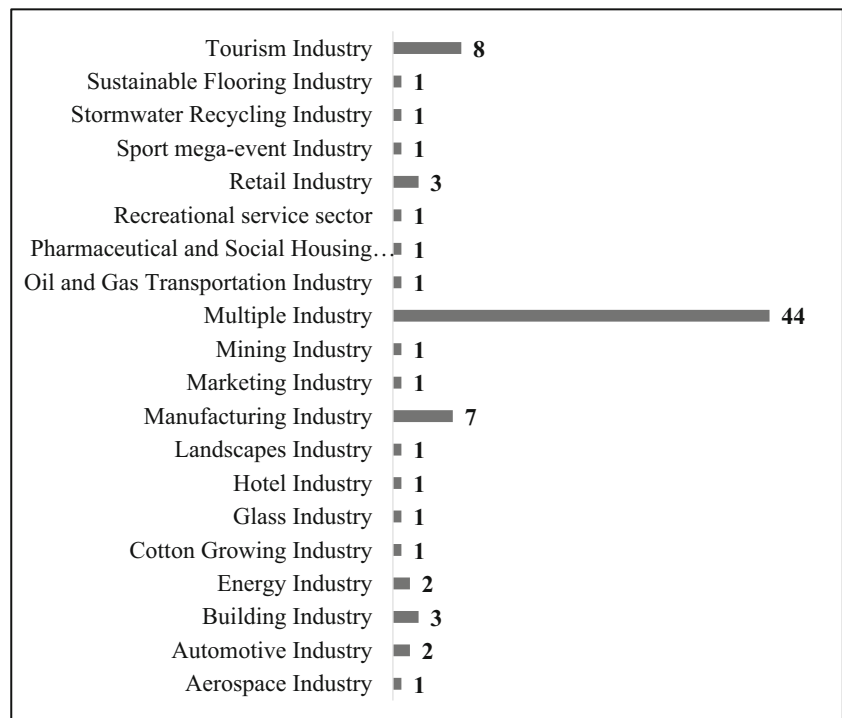 Tourism Industry 8
Sustainable Flooring Industry 1
Stormwater Recycling Industry 1
Sport mega-event Industry 1
Retail Industry 3
Recreational service sector 1
Pharmaceutical and Social Housing… 1
Oil and Gas Transportation Industry 1
Multiple Industry 44
Mining Industry 1
Marketing Industry 1
Manufacturing Industry 7
Landscapes Industry 1
Hotel Industry 1
Glass Industry 1
Cotton Growing Industry 1
Energy Industry 2
Building Industry 3
Automotive Industry 2
Aerospace Industry 1